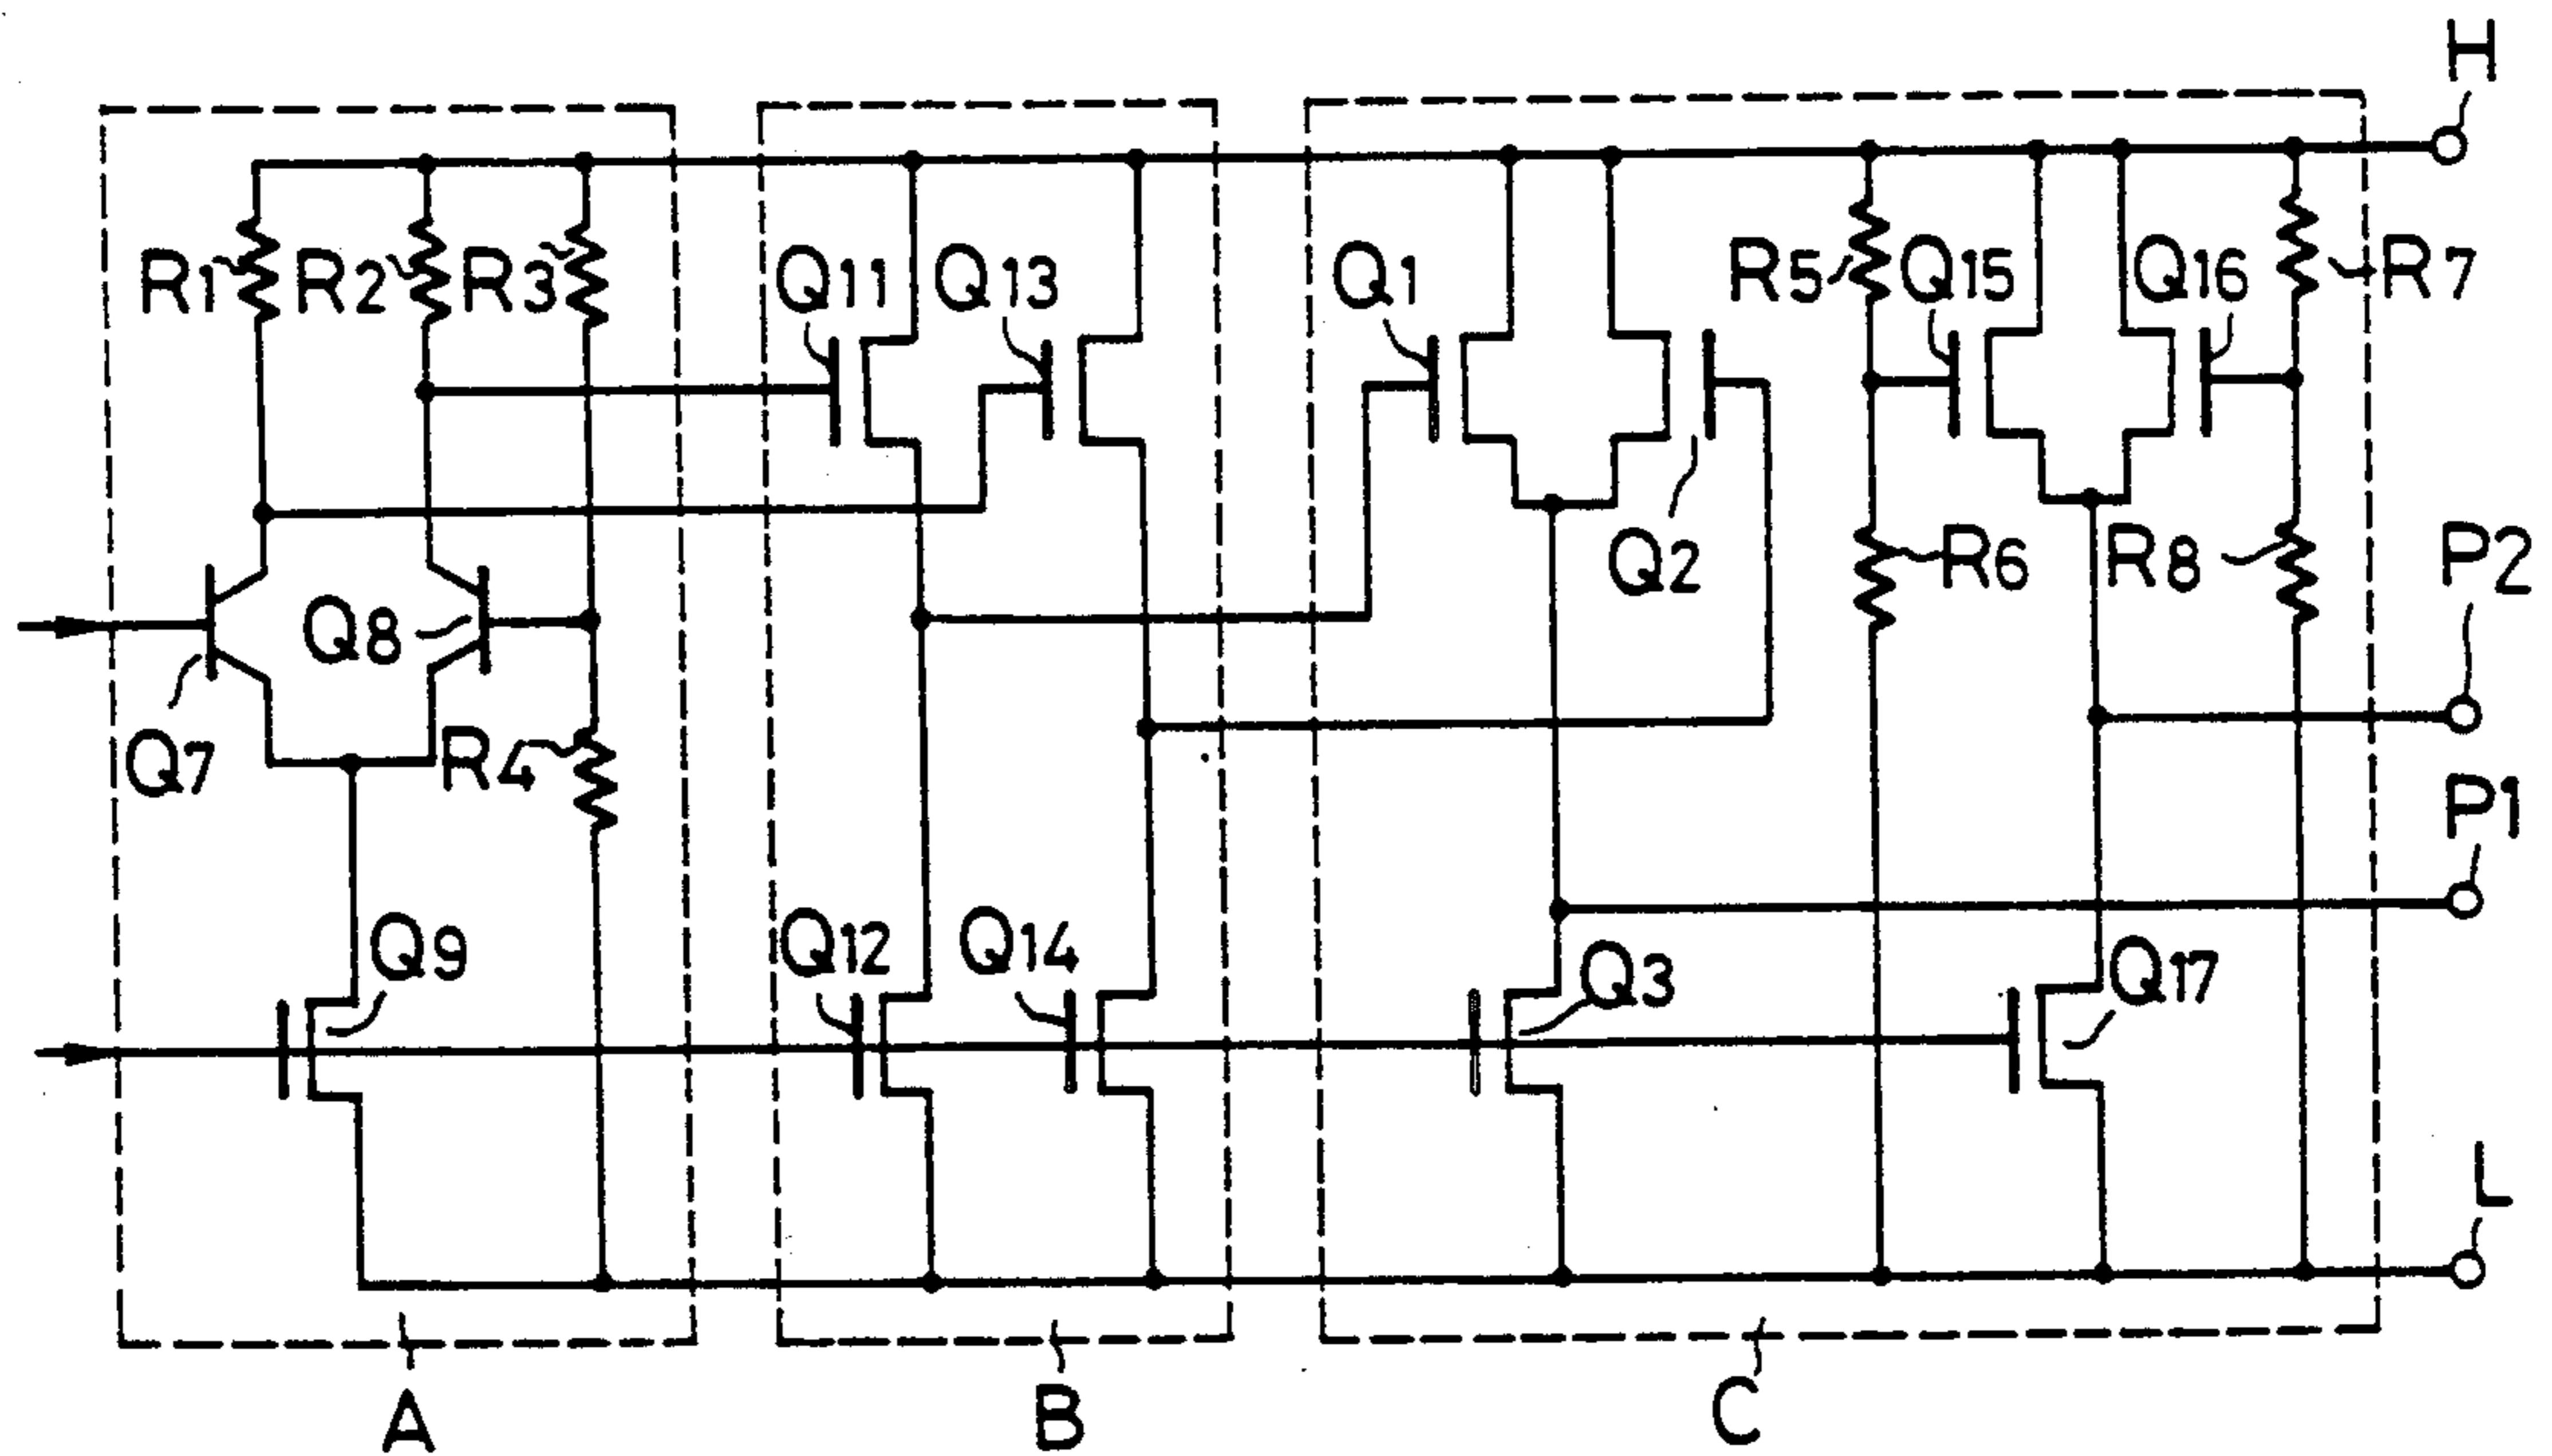 H
R1 R2 R3 Q11 Q13 Q1 R5 Q15 Q16 R7
Q8 Q2 R6 R8 P2
Q7 R4 P1
Q9 Q12 Q14 Q3 Q17
L
A B C